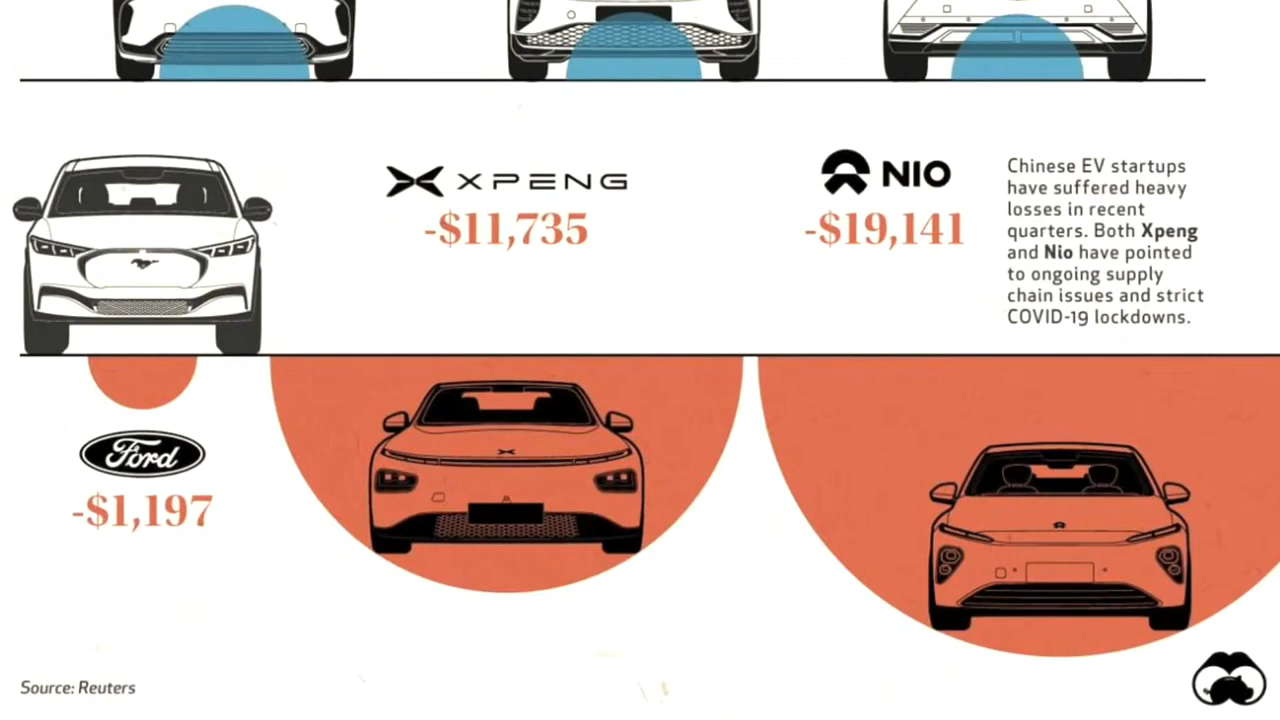 XPENG
-$11,735
NIO
-$19,141
Chinese EV startups
have suffered heavy
losses in recent
quarters. Both Xpeng
and Nio have pointed
to ongoing supply
chain issues and strict
COVID-19 lockdowns.
Ford
-$1,197
Source: Reuters